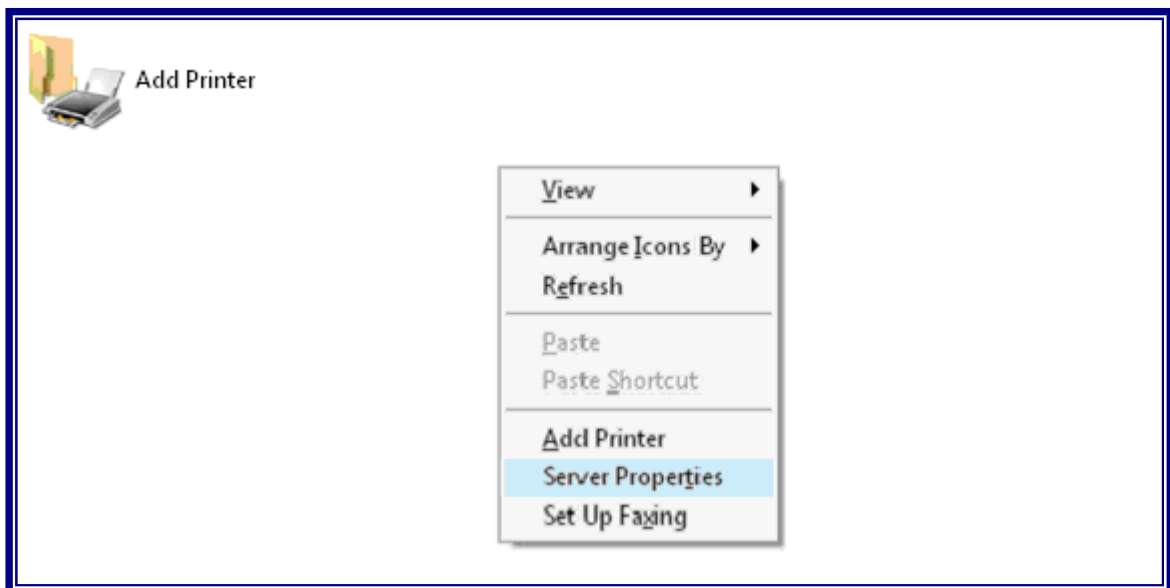 Add Printer
View
Arrange Icons By
Refresh
Paste
Paste Shortcut
Add Printer
Server Properties
Set Up Faxing